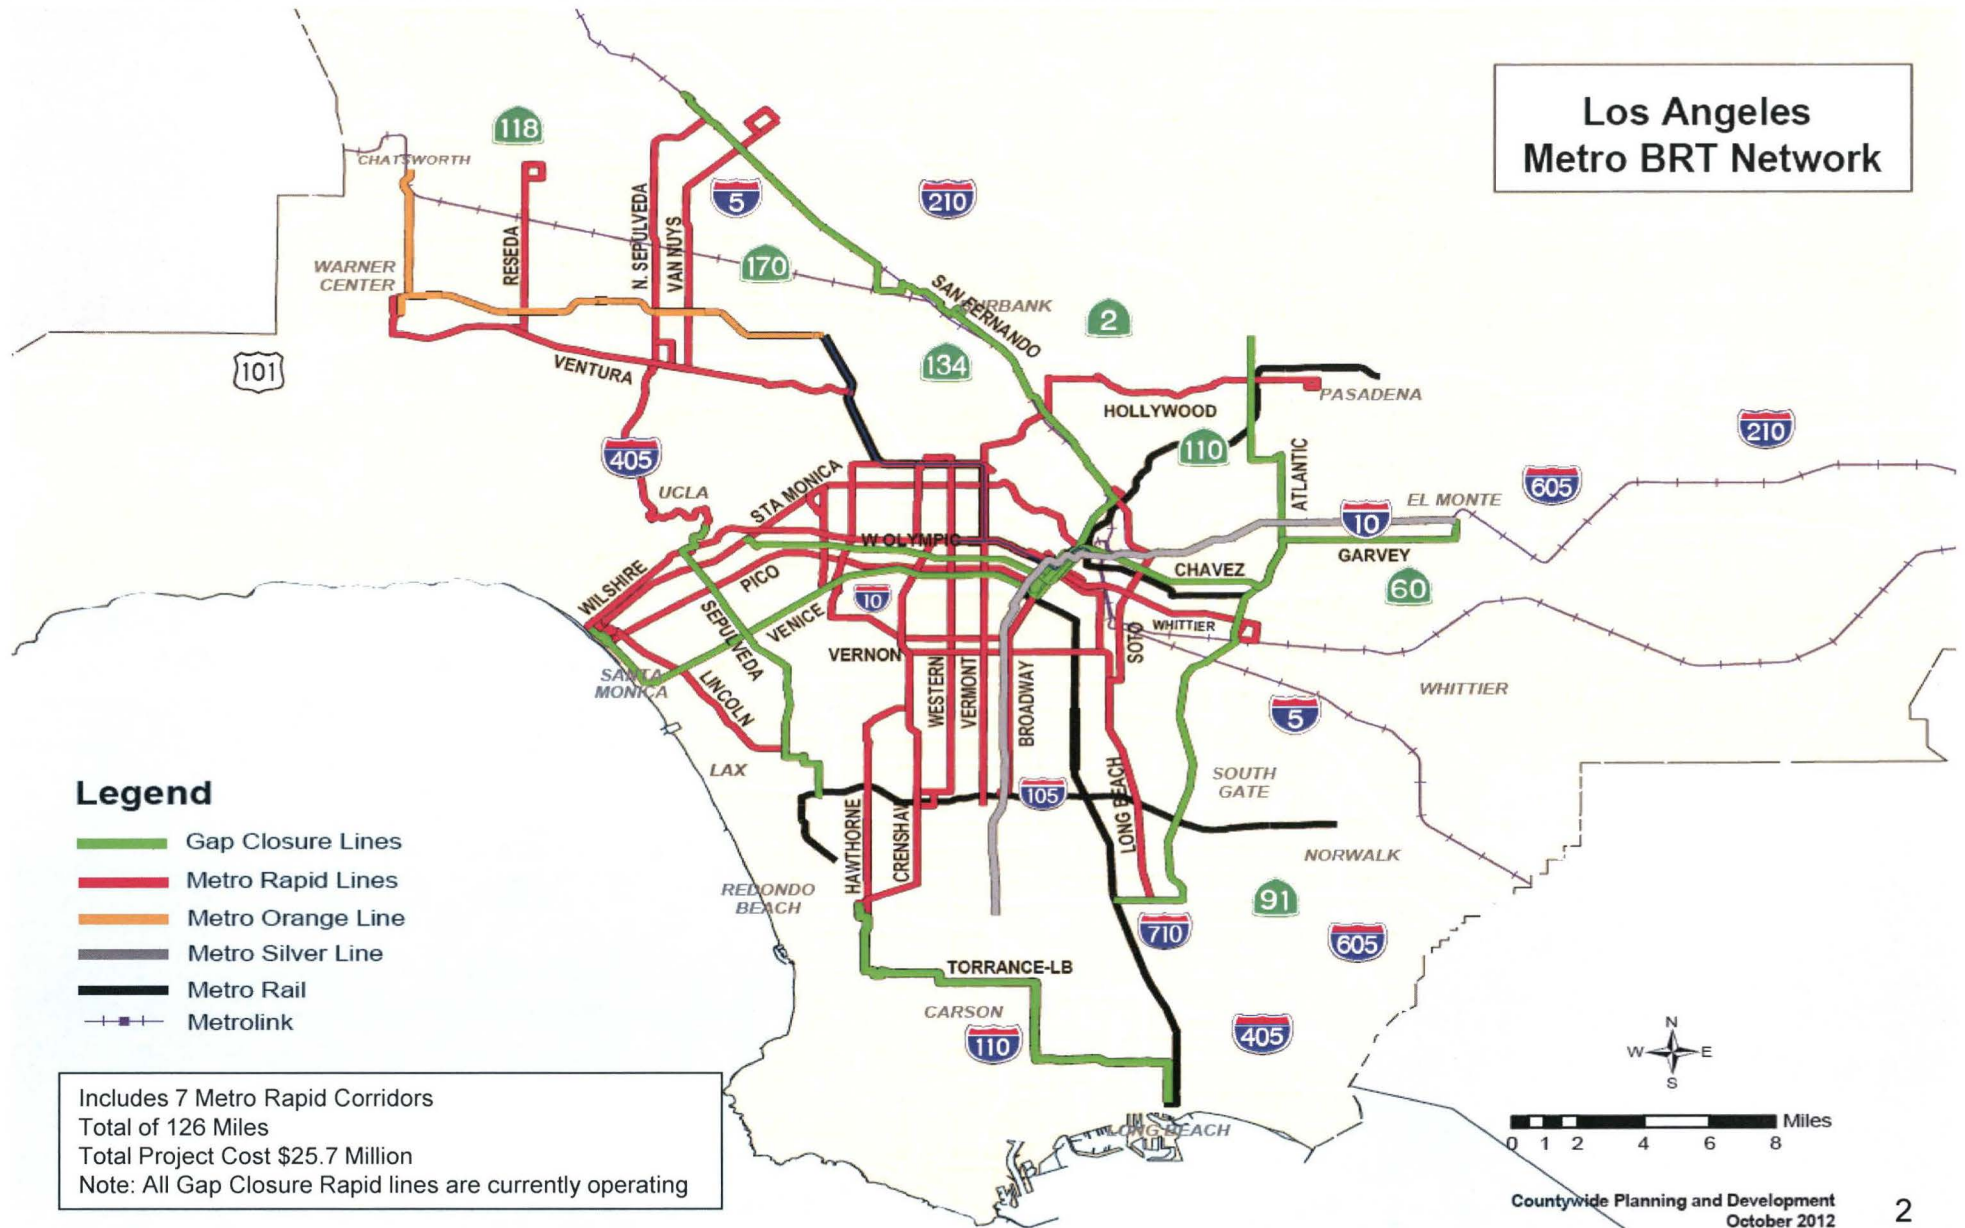 Los Angeles
Metro BRT Network
118
CHATSWORTH
5
210
N. SEPULVEDA
VAN NUYS
RESEDA
170
WARNER
CENTER
SAN FERNANDO
BURBANK
2
134
101
VENTURA
PASADENA
HOLLYWOOD
110
210
405
ATLANTIC
UCLA
STA MONICA
EL MONTE
605
10
W OLYMPIC
GARVEY
CHAVEZ
WILSHIRE
PICO
10
60
SEPULVEDA
VENICE
WHITTIER
SOTO
VERNON
SANTA
MONICA
LINCOLN
WESTERN
VERMONT
BROADWAY
WHITTIER
5
LAX
SOUTH
GATE
105
LONG BEACH
HAWTHORNE
CRENSHAW
NORWALK
REDONDO
BEACH
91
710
605
TORRANCE-LB
CARSON
110
405
LONG BEACH
Legend
Gap Closure Lines
Metro Rapid Lines
Metro Orange Line
Metro Silver Line
Metro Rail
Metrolink
Includes 7 Metro Rapid Corridors
Total of 126 Miles
Total Project Cost $25.7 Million
Note: All Gap Closure Rapid lines are currently operating
N
W E
S
Miles
0 1 2 4 6 8
Countywide Planning and Development
October 2012
2